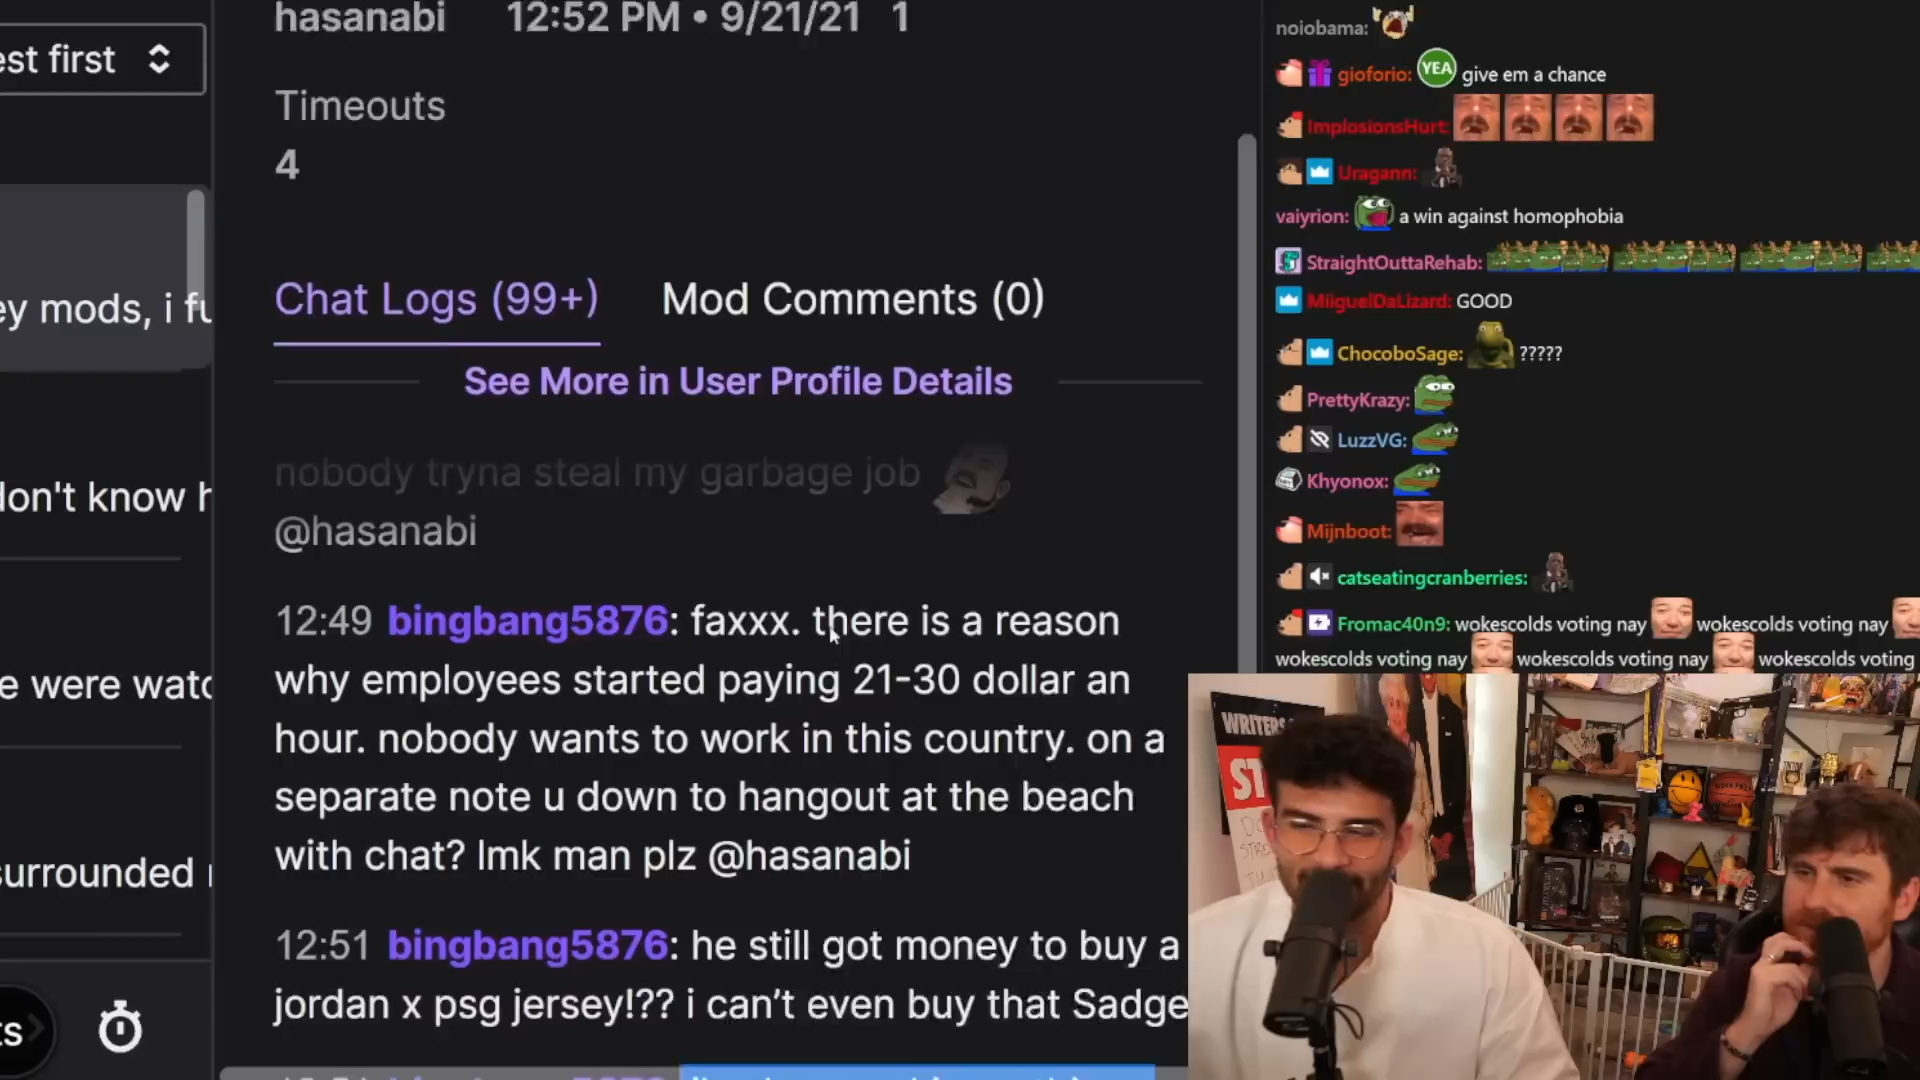 est first
ey mods, i fu
don't know h
e were watc
surrounded
ts
hasanabi 12:52 PM • 9/21/21 1
Timeouts
4
Chat Logs (99+) Mod Comments (0)
See More in User Profile Details
nobody tryna steal my garbage job
@hasanabi
12:49 bingbang5876: faxxx. there is a reason
why employees started paying 21-30 dollar an
hour. nobody wants to work in this country. on a
separate note u down to hangout at the beach
with chat? lmk man plz @hasanabi
12:51 bingbang5876: he still got money to buy a
jordan x psg jersey!?? i can’t even buy that Sadge
noiobama:
gioforio: YEA give em a chance
ImplosionsHurt:
Uragann:
vaiyrion: a win against homophobia
StraightOuttaRehab:
MiiguelDaLizard: GOOD
ChocoboSage: ?????
PrettyKrazy:
LuzzVG:
Khyonox:
Mijnboot:
catseatingcranberries:
Fromac40n9: wokescolds voting nay wokescolds voting nay
wokescolds voting nay wokescolds voting nay wokescolds voting
WRITERS
ST